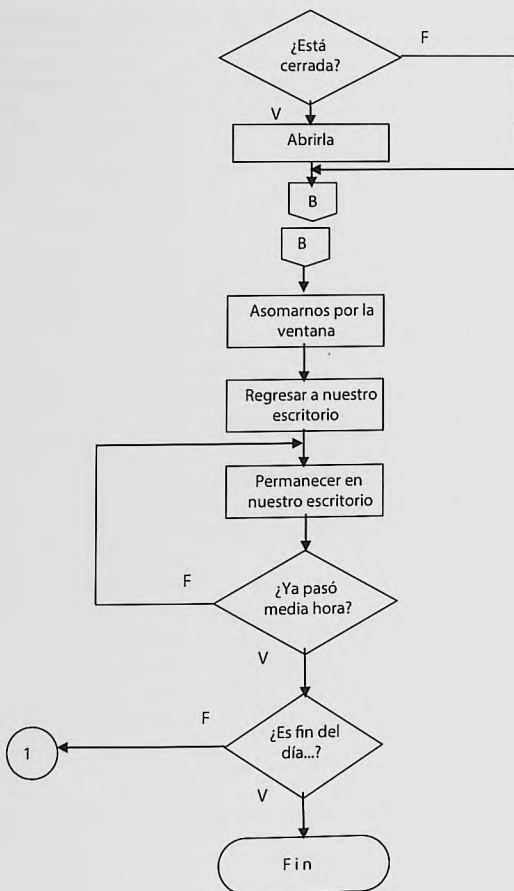 ¿Está
cerrada?
F
V
Abrirla
B
B
Asomarnos por la
ventana
Regresar a nuestro
escritorio
Permanecer en
nuestro escritorio
F
¿Ya pasó
media hora?
V
F
¿Es fin del
día...?
1
V
Fin